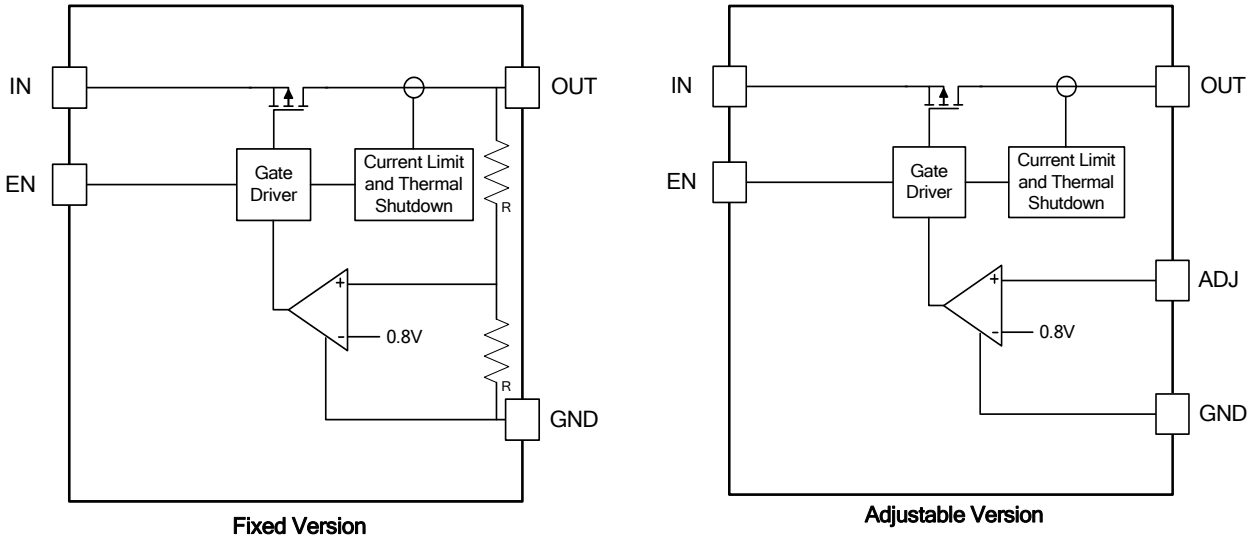 IN
OUT
EN
Gate
Driver
Current Limit
and Thermal
Shutdown
R
+
-
0.8V
R
GND
Fixed Version
IN
OUT
EN
Gate
Driver
Current Limit
and Thermal
Shutdown
ADJ
+
-
0.8V
GND
Adjustable Version